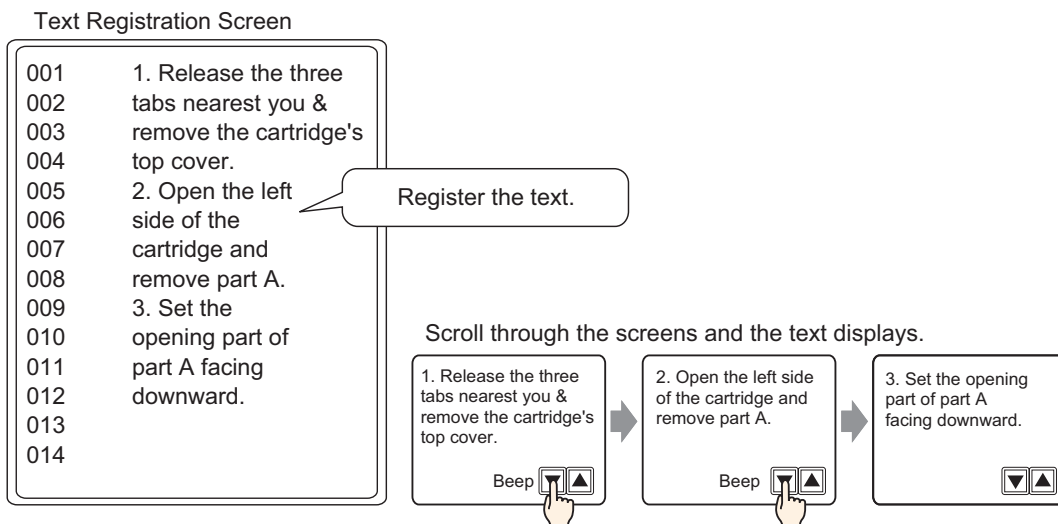 Text Registration Screen
001 1. Release the three
002 tabs nearest you &
003 remove the cartridge's
004 top cover.
005 2. Open the left
006 side of the
007 cartridge and
008 remove part A.
009 3. Set the
010 opening part of
011 part A facing
012 downward.
013
014
Register the text.
Scroll through the screens and the text displays.
1. Release the three
tabs nearest you &
remove the cartridge's
top cover.
Beep
2. Open the left side
of the cartridge and
remove part A.
Beep
3. Set the opening
part of part A
facing downward.